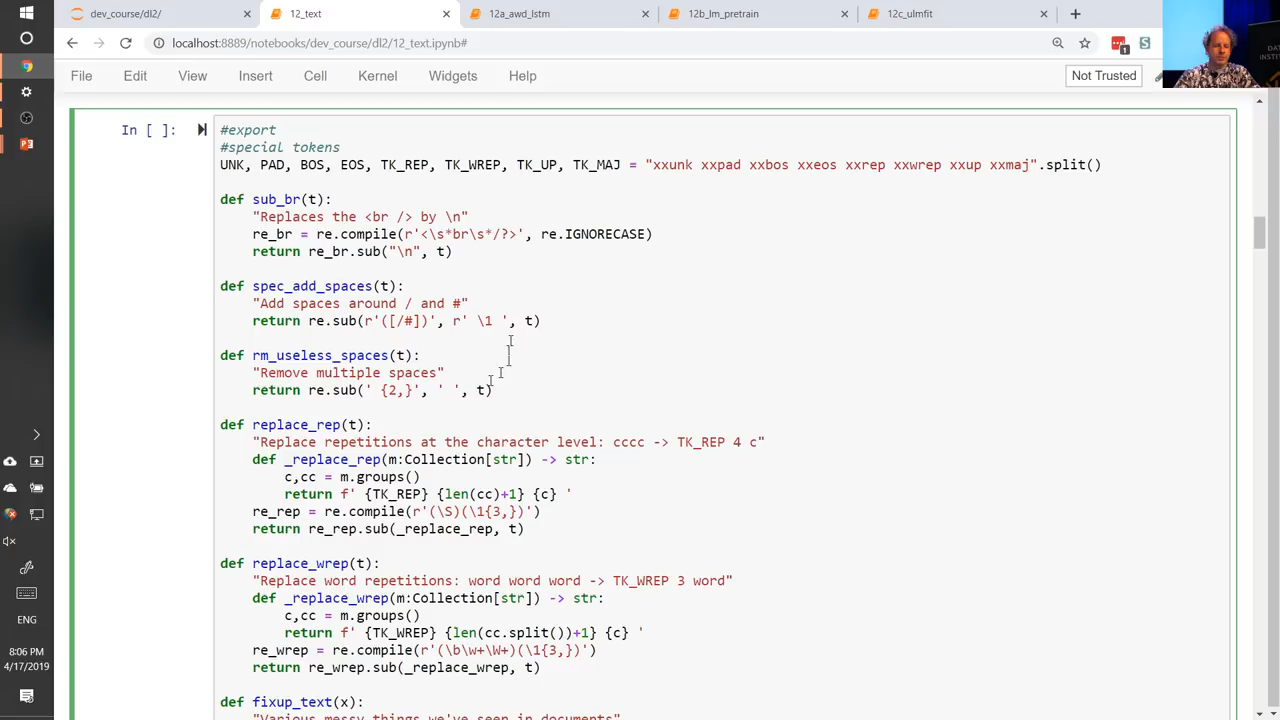 dev_course/dl2/
12_text
12a_awd_lstm
12b_lm_pretrain
12c_ulmfit
localhost:8889/notebooks/dev_course/dl2/12_text.ipynb#
File Edit View Insert Cell Kernel Widgets Help
Not Trusted
In [ ]:
#export
#special tokens
UNK, PAD, BOS, EOS, TK_REP, TK_WREP, TK_UP, TK_MAJ = "xxunk xxpad xxbos xxeos xxrep xxwrep xxup xxmaj".split()
def sub_br(t):
"Replaces the <br /> by \n"
re_br = re.compile(r'<\s*br\s*/?>', re.IGNORECASE)
return re_br.sub("\n", t)
def spec_add_spaces(t):
"Add spaces around / and #"
return re.sub(r'([/#])', r' \1 ', t)
def rm_useless_spaces(t):
"Remove multiple spaces"
return re.sub(' {2,}', ' ', t)
def replace_rep(t):
"Replace repetitions at the character level: cccc -> TK_REP 4 c"
def _replace_rep(m:Collection[str]) -> str:
c,cc = m.groups()
return f' {TK_REP} {len(cc)+1} {c} '
re_rep = re.compile(r'(\S)(\1{3,})')
return re_rep.sub(_replace_rep, t)
def replace_wrep(t):
"Replace word repetitions: word word word -> TK_WREP 3 word"
def _replace_wrep(m:Collection[str]) -> str:
c,cc = m.groups()
return f' {TK_WREP} {len(cc.split())+1} {c} '
re_wrep = re.compile(r'(\b\w+\W+)(\1{3,})')
return re_wrep.sub(_replace_wrep, t)
def fixup_text(x):
"Various messy things we've seen in documents"
ENG
8:06 PM
4/17/2019